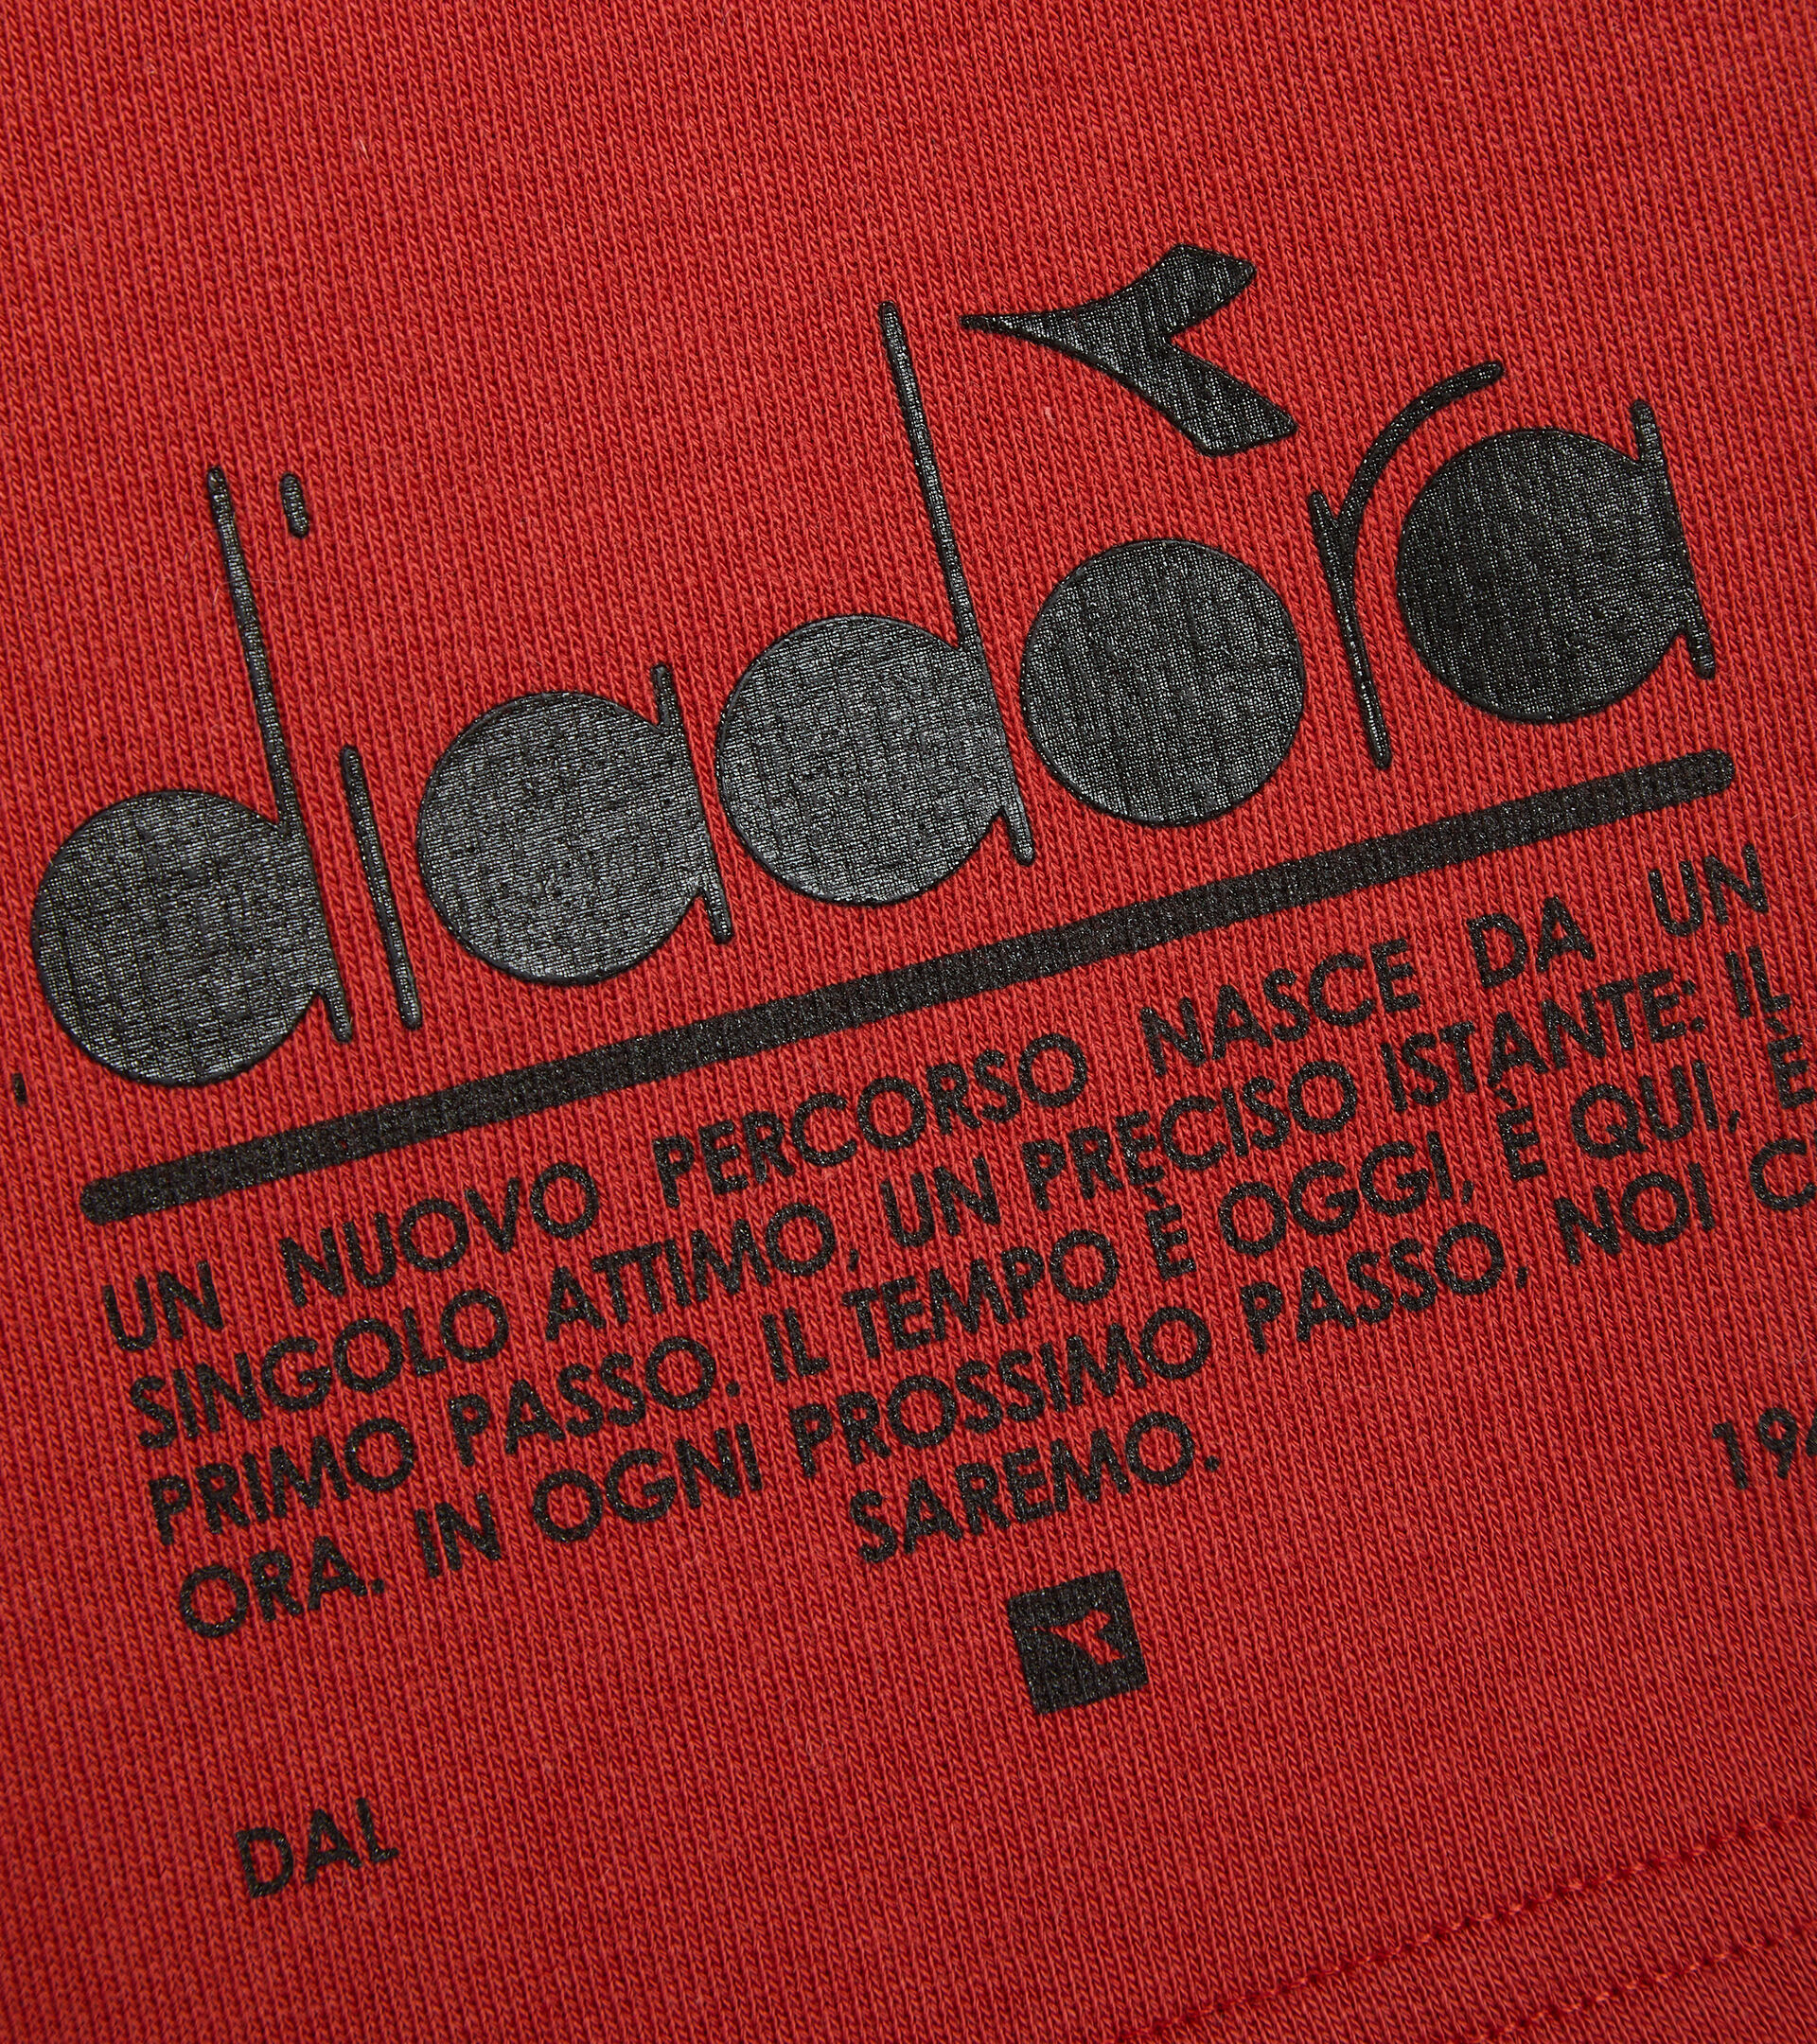 diadora
UN NUOVO PERCORSO NASCE DA UN
SINGOLO ATTIMO, UN PRECISO ISTANTE: IL
PRIMO PASSO. IL TEMPO È OGGI, È QUI, È
ORA. IN OGNI PROSSIMO PASSO, NOI
SAREMO.
DAL